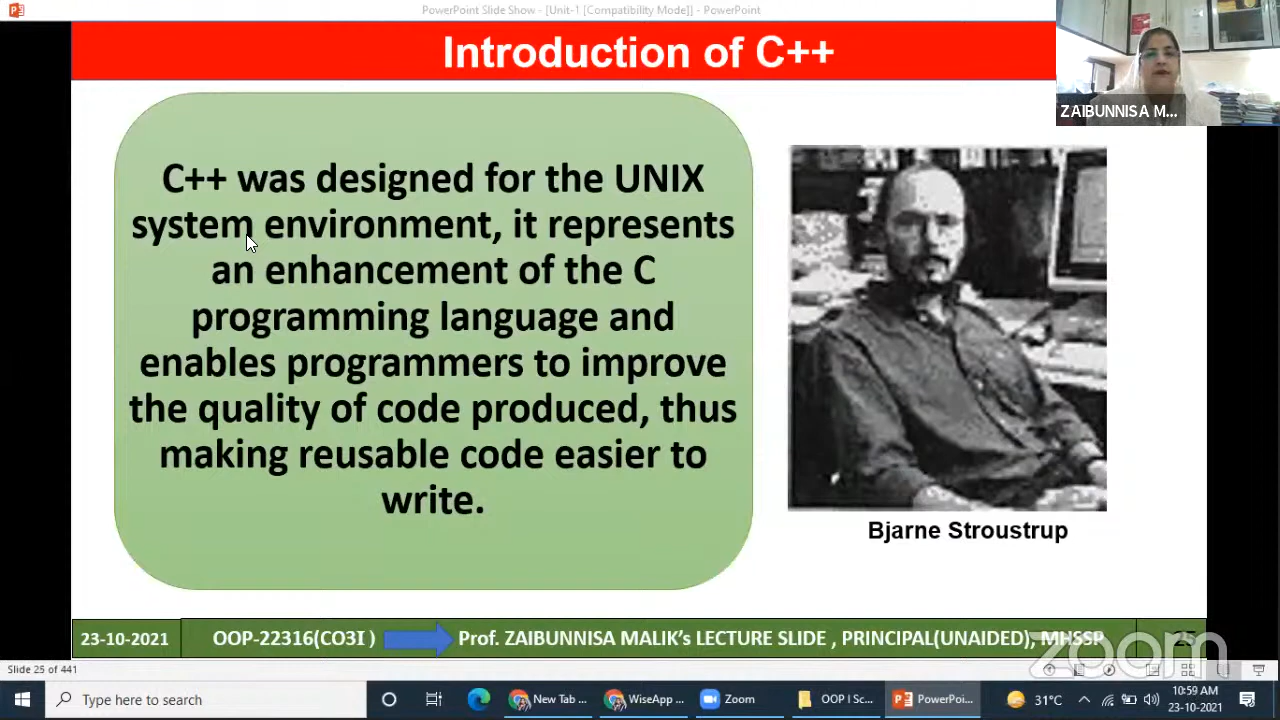 PowerPoint Slide Show - [Unit-1 [Compatibility Mode]] - PowerPoint
Introduction of C++
ZAIBUNNISA M...
C++ was designed for the UNIX
system environment, it represents
an enhancement of the C
programming language and
enables programmers to improve
the quality of code produced, thus
making reusable code easier to
write.
Bjarne Stroustrup
23-10-2021
OOP-22316(CO3I )
Prof. ZAIBUNNISA MALIK's LECTURE SLIDE , PRINCIPAL(UNAIDED), MHSSP
25
zoom
Slide 25 of 441
Type here to search
New Tab ...
WiseApp ...
Zoom
OOP I Sc...
PowerPoi...
31°C
10:59 AM
23-10-2021